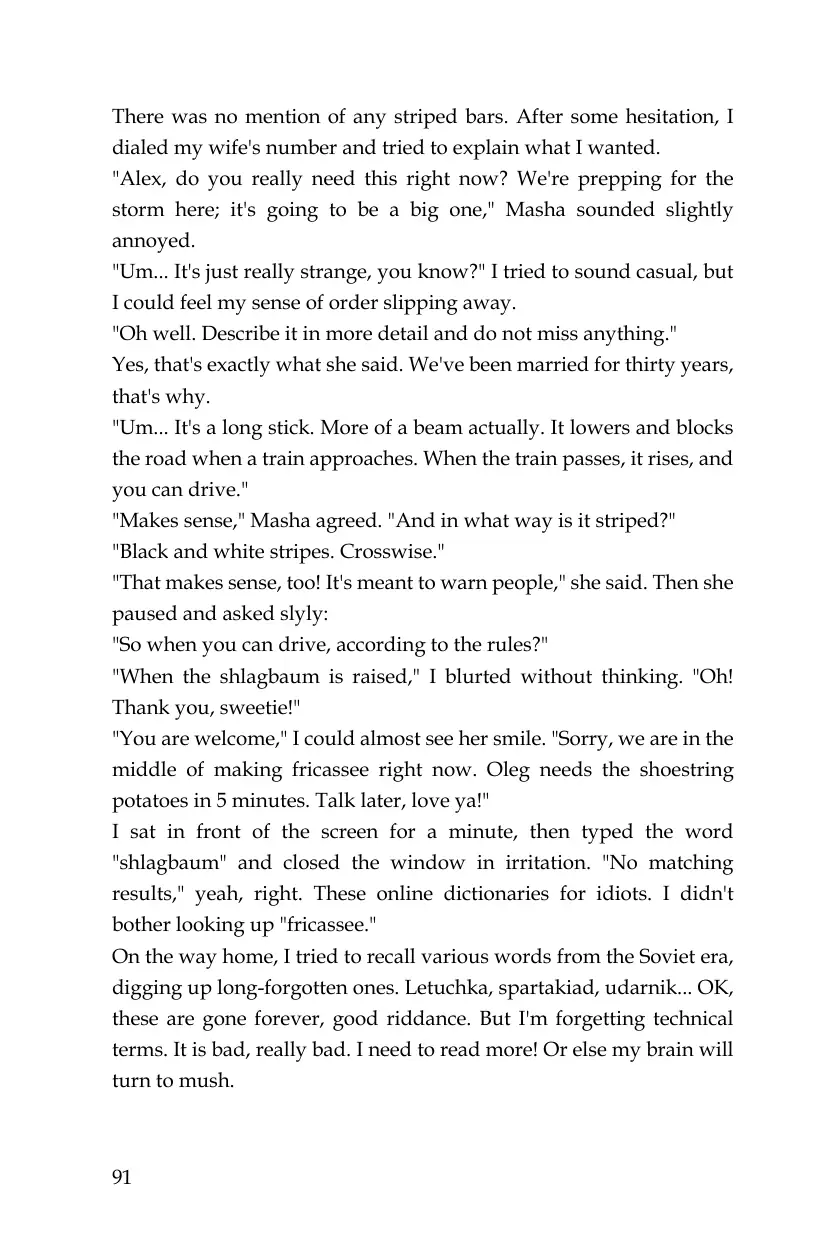 There was no mention of any striped bars. After some hesitation, I
dialed my wife's number and tried to explain what I wanted.
"Alex, do you really need this right now? We're prepping for the
storm here; it's going to be a big one," Masha sounded slightly
annoyed.
"Um... It's just really strange, you know?" I tried to sound casual, but
I could feel my sense of order slipping away.
"Oh well. Describe it in more detail and do not miss anything."
Yes, that's exactly what she said. We've been married for thirty years,
that's why.
"Um... It's a long stick. More of a beam actually. It lowers and blocks
the road when a train approaches. When the train passes, it rises, and
you can drive."
"Makes sense," Masha agreed. "And in what way is it striped?"
"Black and white stripes. Crosswise."
"That makes sense, too! It's meant to warn people," she said. Then she
paused and asked slyly:
"So when you can drive, according to the rules?"
"When the shlagbaum is raised," I blurted without thinking. "Oh!
Thank you, sweetie!"
"You are welcome," I could almost see her smile. "Sorry, we are in the
middle of making fricassee right now. Oleg needs the shoestring
potatoes in 5 minutes. Talk later, love ya!"
I sat in front of the screen for a minute, then typed the word
"shlagbaum" and closed the window in irritation. "No matching
results," yeah, right. These online dictionaries for idiots. I didn't
bother looking up "fricassee."
On the way home, I tried to recall various words from the Soviet era,
digging up long-forgotten ones. Letuchka, spartakiad, udarnik... OK,
these are gone forever, good riddance. But I'm forgetting technical
terms. It is bad, really bad. I need to read more! Or else my brain will
turn to mush.
91